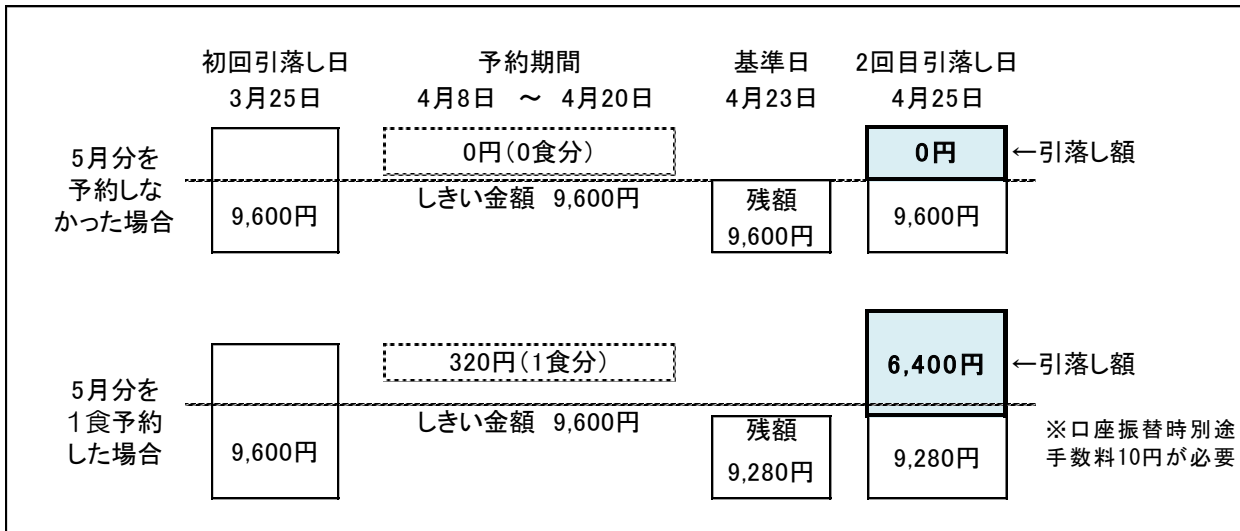 初回引落し日 予約期間 基準日 2回目引落し日
3月25日 4月8日 ～ 4月20日 4月23日 4月25日
5月分を
予約しな
かった場合
0円(0食分)
0円 ←引落し額
しきい金額 9,600円
9,600円
残額
9,600円
9,600円
5月分を
1食予約
した場合
320円(1食分)
6,400円 ←引落し額
しきい金額 9,600円
9,600円
残額
9,280円
9,280円
※口座振替時別途
手数料10円が必要